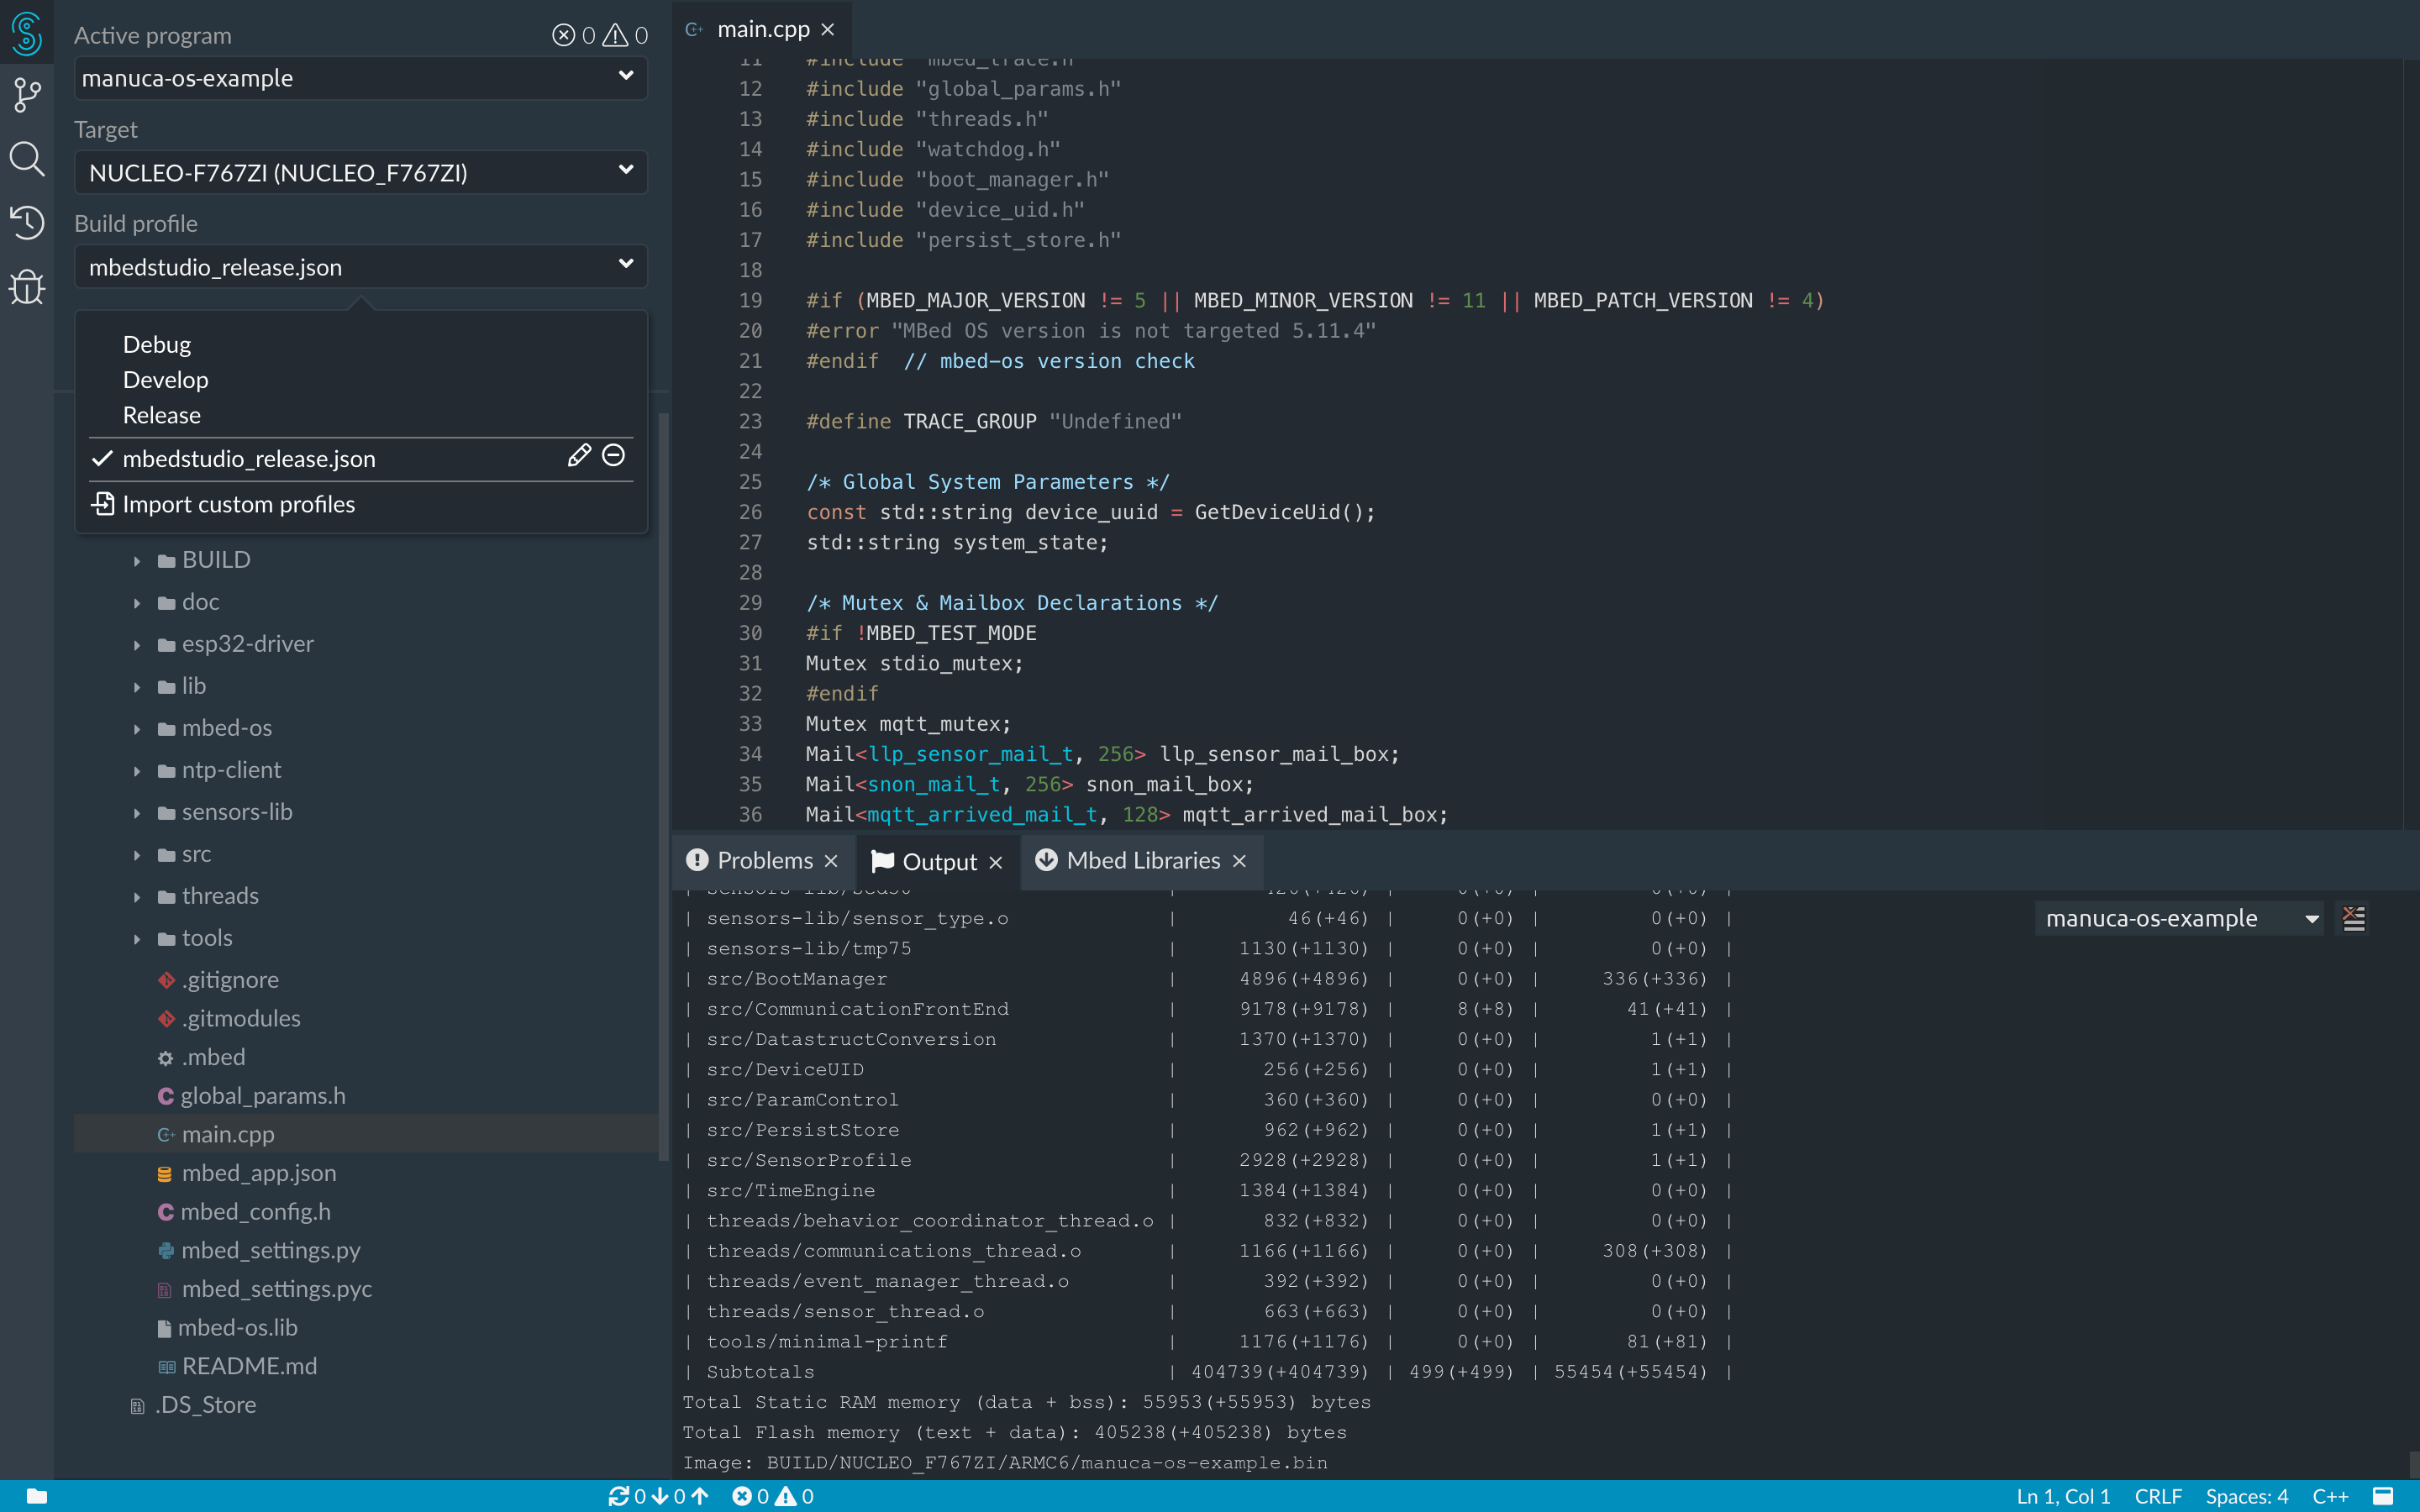 Active program
0 0
manuca-os-example
Target
NUCLEO-F767ZI (NUCLEO_F767ZI)
Build profile
mbedstudio_release.json
Debug
Develop
Release
mbedstudio_release.json
Import custom profiles
BUILD
doc
esp32-driver
lib
mbed-os
ntp-client
sensors-lib
src
threads
tools
.gitignore
.gitmodules
.mbed
global_params.h
main.cpp
mbed_app.json
mbed_config.h
mbed_settings.py
mbed_settings.pyc
mbed-os.lib
README.md
.DS_Store
main.cpp
11 #include "mbed_trace.h"
12 #include "global_params.h"
13 #include "threads.h"
14 #include "watchdog.h"
15 #include "boot_manager.h"
16 #include "device_uid.h"
17 #include "persist_store.h"
18
19 #if (MBED_MAJOR_VERSION != 5 || MBED_MINOR_VERSION != 11 || MBED_PATCH_VERSION != 4)
20 #error "MBed OS version is not targeted 5.11.4"
21 #endif // mbed-os version check
22
23 #define TRACE_GROUP "Undefined"
24
25 /* Global System Parameters */
26 const std::string device_uuid = GetDeviceUid();
27 std::string system_state;
28
29 /* Mutex & Mailbox Declarations */
30 #if !MBED_TEST_MODE
31 Mutex stdio_mutex;
32 #endif
33 Mutex mqtt_mutex;
34 Mail<llp_sensor_mail_t, 256> llp_sensor_mail_box;
35 Mail<snon_mail_t, 256> snon_mail_box;
36 Mail<mqtt_arrived_mail_t, 128> mqtt_arrived_mail_box;
Problems Output Mbed Libraries
manuca-os-example
| sensors-lib/sensor_type.o | 46(+46) | 0(+0) | 0(+0) |
| sensors-lib/tmp75 | 1130(+1130) | 0(+0) | 0(+0) |
| src/BootManager | 4896(+4896) | 0(+0) | 336(+336) |
| src/CommunicationFrontEnd | 9178(+9178) | 8(+8) | 41(+41) |
| src/DatastructConversion | 1370(+1370) | 0(+0) | 1(+1) |
| src/DeviceUID | 256(+256) | 0(+0) | 1(+1) |
| src/ParamControl | 360(+360) | 0(+0) | 0(+0) |
| src/PersistStore | 962(+962) | 0(+0) | 1(+1) |
| src/SensorProfile | 2928(+2928) | 0(+0) | 1(+1) |
| src/TimeEngine | 1384(+1384) | 0(+0) | 0(+0) |
| threads/behavior_coordinator_thread.o | 832(+832) | 0(+0) | 0(+0) |
| threads/communications_thread.o | 1166(+1166) | 0(+0) | 308(+308) |
| threads/event_manager_thread.o | 392(+392) | 0(+0) | 0(+0) |
| threads/sensor_thread.o | 663(+663) | 0(+0) | 0(+0) |
| tools/minimal-printf | 1176(+1176) | 0(+0) | 81(+81) |
| Subtotals | 404739(+404739) | 499(+499) | 55454(+55454) |
Total Static RAM memory (data + bss): 55953(+55953) bytes
Total Flash memory (text + data): 405238(+405238) bytes
Image: BUILD/NUCLEO_F767ZI/ARMC6/manuca-os-example.bin
0 0 0 0 Ln 1, Col 1 CRLF Spaces: 4 C++